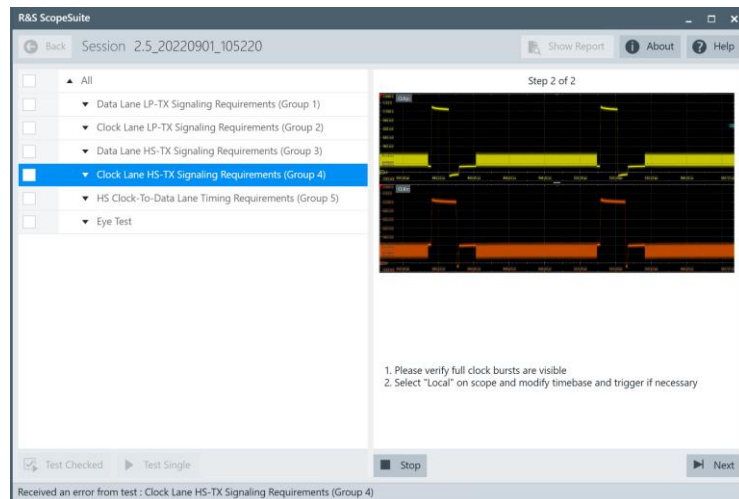 R&S ScopeSuite
Back
Session 2.5_20220901_105220
Show Report
About
Help
All
Data Lane LP-TX Signaling Requirements (Group 1)
Clock Lane LP-TX Signaling Requirements (Group 2)
Data Lane HS-TX Signaling Requirements (Group 3)
Clock Lane HS-TX Signaling Requirements (Group 4)
HS Clock-To-Data Lane Timing Requirements (Group 5)
Eye Test
Step 2 of 2
1. Please verify full clock bursts are visible
2. Select "Local" on scope and modify timebase and trigger if necessary
Test Checked
Test Single
Stop
Next
Received an error from test : Clock Lane HS-TX Signaling Requirements (Group 4)